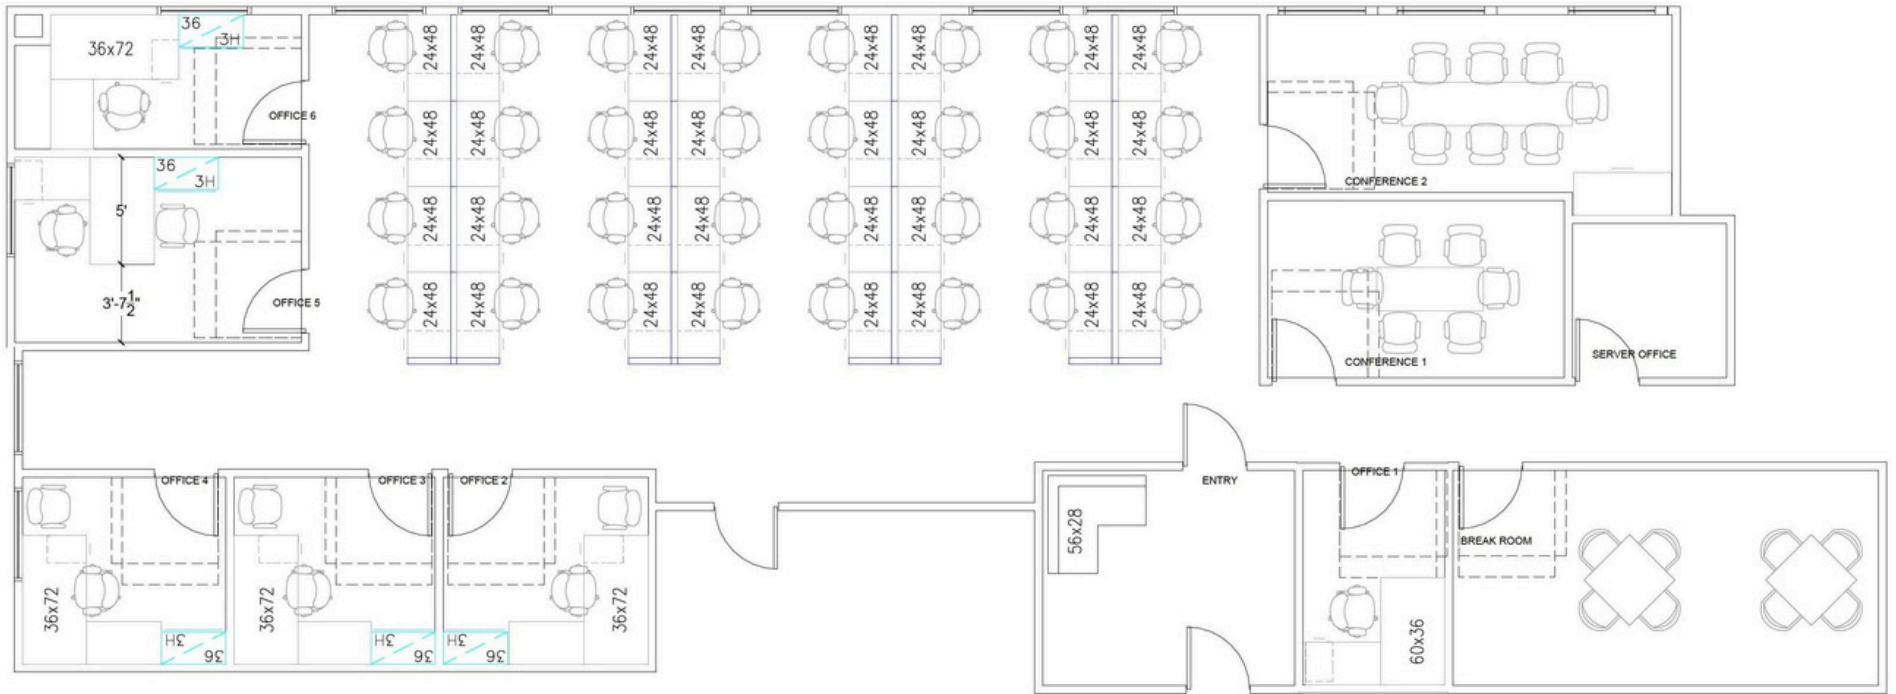 36
3H
36x72
OFFICE 6
24x48 24x48 24x48 24x48 24x48 24x48 24x48 24x48
24x48 24x48 24x48 24x48 24x48 24x48 24x48 24x48
24x48 24x48 24x48 24x48 24x48 24x48 24x48 24x48
24x48 24x48 24x48 24x48 24x48 24x48 24x48 24x48
36
3H
5'
3'-7 1/2"
OFFICE 5
CONFERENCE 2
CONFERENCE 1
SERVER OFFICE
OFFICE 4
OFFICE 3
OFFICE 2
ENTRY
OFFICE 1
BREAK ROOM
36x72
3H
36
36x72
3H
36
3H
36
36x72
56x28
60x36